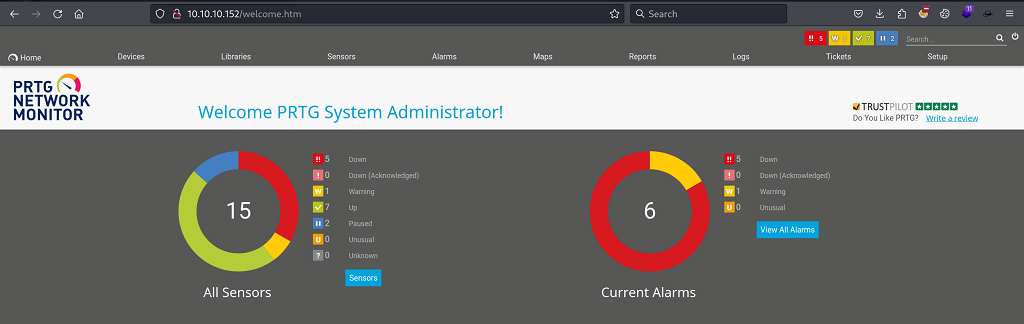 10.10.10.152/welcome.htm
Search
11
!! 5 W 7 II 2 Search...
Home Devices Libraries Sensors Alarms Maps Reports Logs Tickets Setup
PRTG
NETWORK
MONITOR
Welcome PRTG System Administrator!
TRUSTPILOT
Do You Like PRTG? Write a review
15
!! 5 Down
! 0 Down (Acknowledged)
W 1 Warning
7 Up
II 2 Paused
U 0 Unusual
? 0 Unknown
Sensors
All Sensors
6
!! 5 Down
! 0 Down (Acknowledged)
W 1 Warning
U 0 Unusual
View All Alarms
Current Alarms